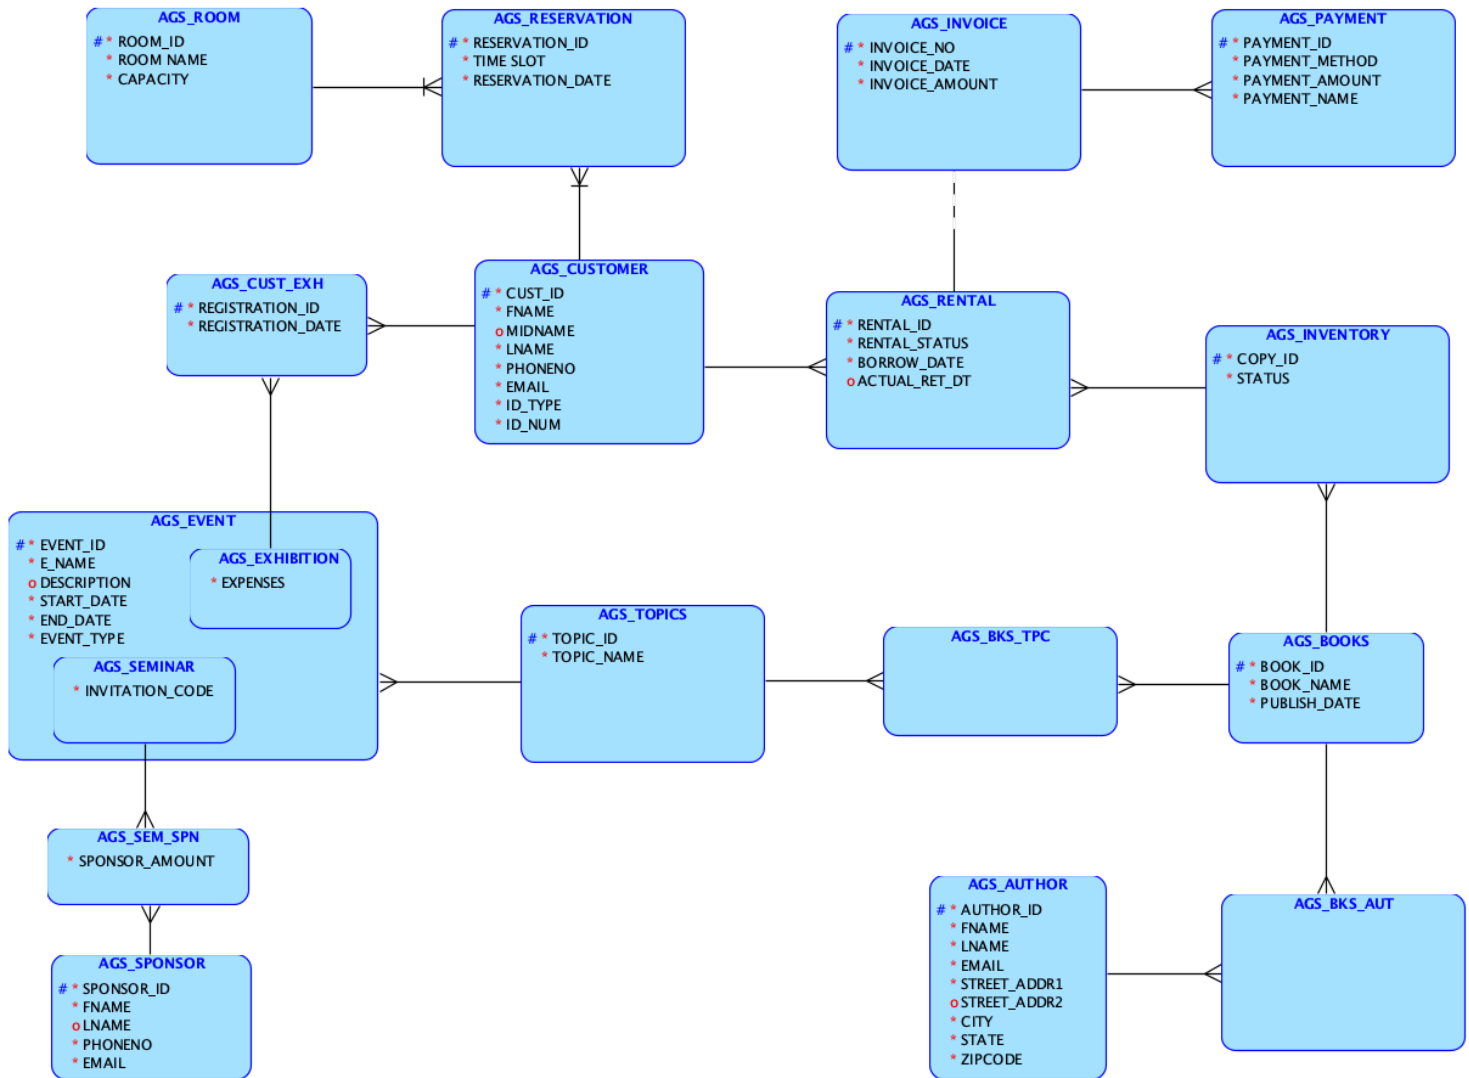 AGS_ROOM
# * ROOM_ID
* ROOM NAME
* CAPACITY
AGS_RESERVATION
# * RESERVATION_ID
* TIME SLOT
* RESERVATION_DATE
AGS_INVOICE
# * INVOICE_NO
* INVOICE_DATE
* INVOICE_AMOUNT
AGS_PAYMENT
# * PAYMENT_ID
* PAYMENT_METHOD
* PAYMENT_AMOUNT
* PAYMENT_NAME
AGS_CUST_EXH
# * REGISTRATION_ID
* REGISTRATION_DATE
AGS_CUSTOMER
# * CUST_ID
* FNAME
o MIDNAME
* LNAME
* PHONENO
* EMAIL
* ID_TYPE
* ID_NUM
AGS_RENTAL
# * RENTAL_ID
* RENTAL_STATUS
* BORROW_DATE
o ACTUAL_RET_DT
AGS_INVENTORY
# * COPY_ID
* STATUS
AGS_EVENT
# * EVENT_ID
* E_NAME
o DESCRIPTION
* START_DATE
* END_DATE
* EVENT_TYPE
AGS_EXHIBITION
* EXPENSES
AGS_SEMINAR
* INVITATION_CODE
AGS_TOPICS
# * TOPIC_ID
* TOPIC_NAME
AGS_BKS_TPC
AGS_BOOKS
# * BOOK_ID
* BOOK_NAME
* PUBLISH_DATE
AGS_SEM_SPN
* SPONSOR_AMOUNT
AGS_SPONSOR
# * SPONSOR_ID
* FNAME
o LNAME
* PHONENO
* EMAIL
AGS_AUTHOR
# * AUTHOR_ID
* FNAME
* LNAME
* EMAIL
* STREET_ADDR1
o STREET_ADDR2
* CITY
* STATE
* ZIPCODE
AGS_BKS_AUT